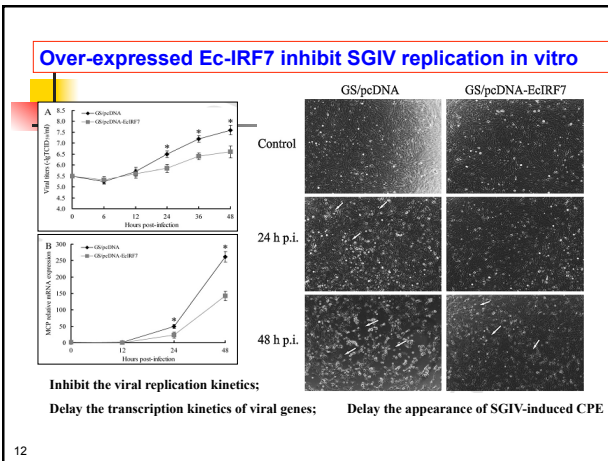 Over-expressed Ec-IRF7 inhibit SGIV replication in vitro
A
GS/pcDNA
GS/pcDNA-EcIRF7
Viral titers (-lgTCID50/ml)
8.5
8.0
7.5
7.0
6.5
6.0
5.5
5.0
4.5
4.0
* * *
0 6 12 24 36 48
Hours post-infection
B
GS/pcDNA
GS/pcDNA-EcIRF7
MCP relative mRNA expression
300
250
200
150
100
50
0
* *
0 12 24 48
Hours post-infection
GS/pcDNA GS/pcDNA-EcIRF7
Control
24 h p.i.
48 h p.i.
Inhibit the viral replication kinetics;
Delay the transcription kinetics of viral genes; Delay the appearance of SGIV-induced CPE
12